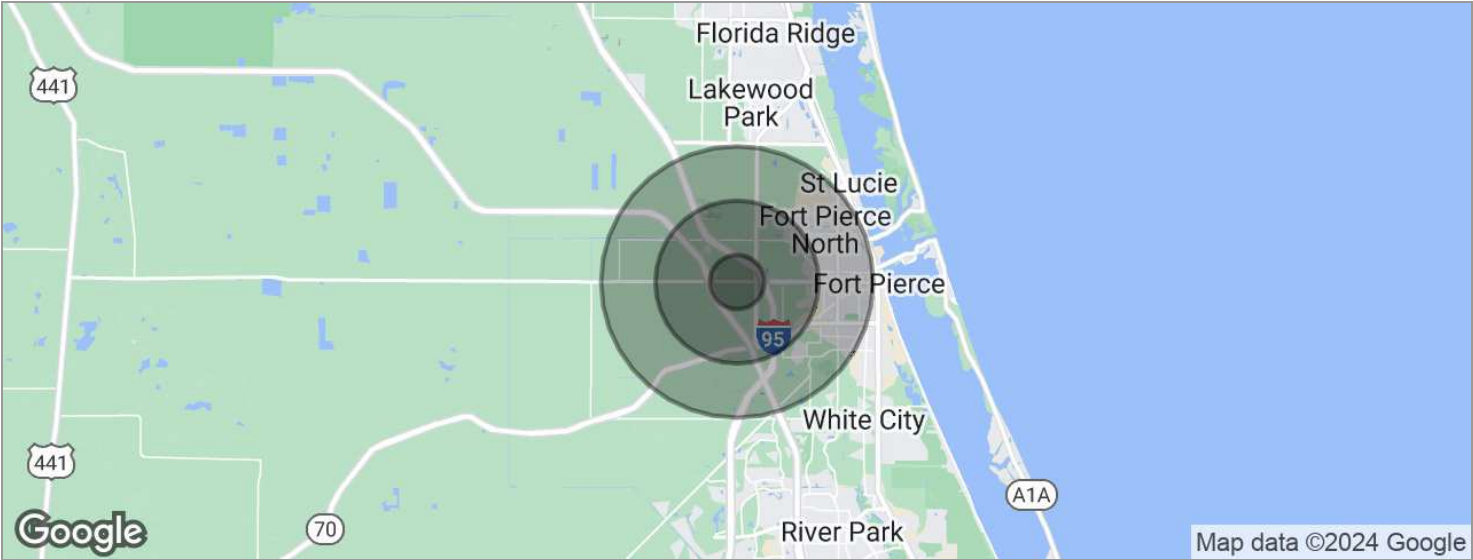 Florida Ridge
441
Lakewood
Park
St Lucie
Fort Pierce
North
Fort Pierce
95
White City
441
A1A
70
River Park
Google
Map data ©2024 Google